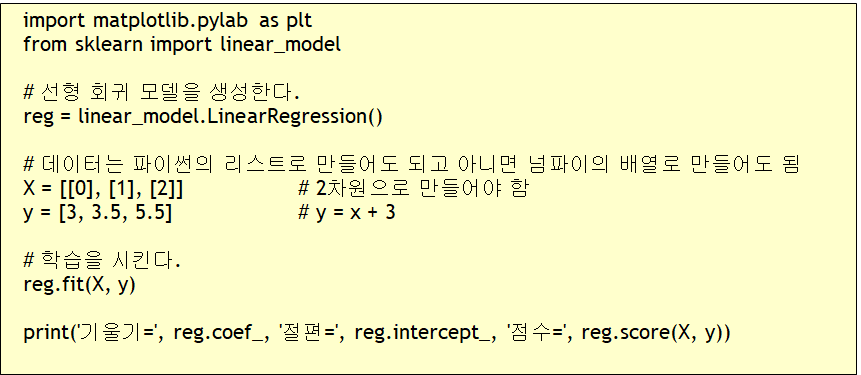 import matplotlib.pylab as plt
from sklearn import linear_model
# 선형 회귀 모델을 생성한다.
reg = linear_model.LinearRegression()
# 데이터는 파이썬의 리스트로 만들어도 되고 아니면 넘파이의 배열로 만들어도 됨
X = [[0], [1], [2]] # 2차원으로 만들어야 함
y = [3, 3.5, 5.5] # y = x + 3
# 학습을 시킨다.
reg.fit(X, y)
print('기울기=', reg.coef_, '절편=', reg.intercept_, '점수=', reg.score(X, y))